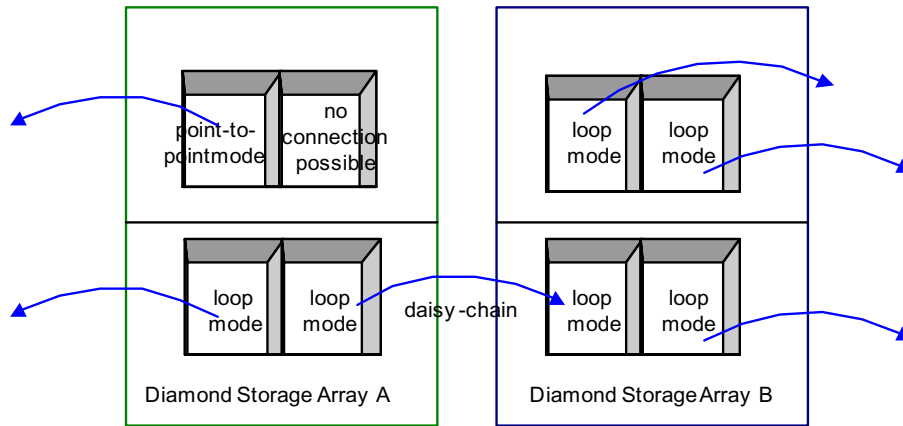 point-to-
pointmode
no
connection
possible
loop
mode
loop
mode
loop
mode
loop
mode
daisy-chain
loop
mode
loop
mode
Diamond Storage Array A
Diamond Storage Array B